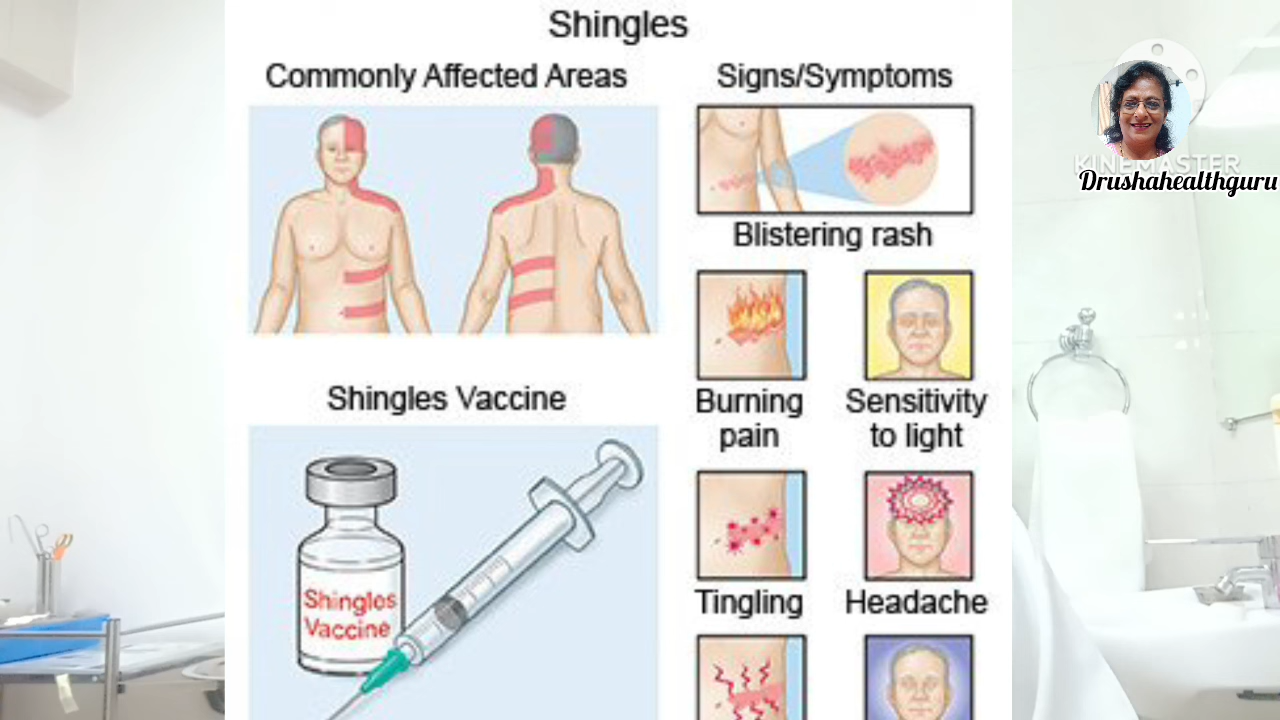 Shingles
Commonly Affected Areas
Signs/Symptoms
Blistering rash
Burning
pain
Sensitivity
to light
Tingling
Headache
Shingles Vaccine
Shingles
Vaccine
KINEMASTER
Drushahealthguru